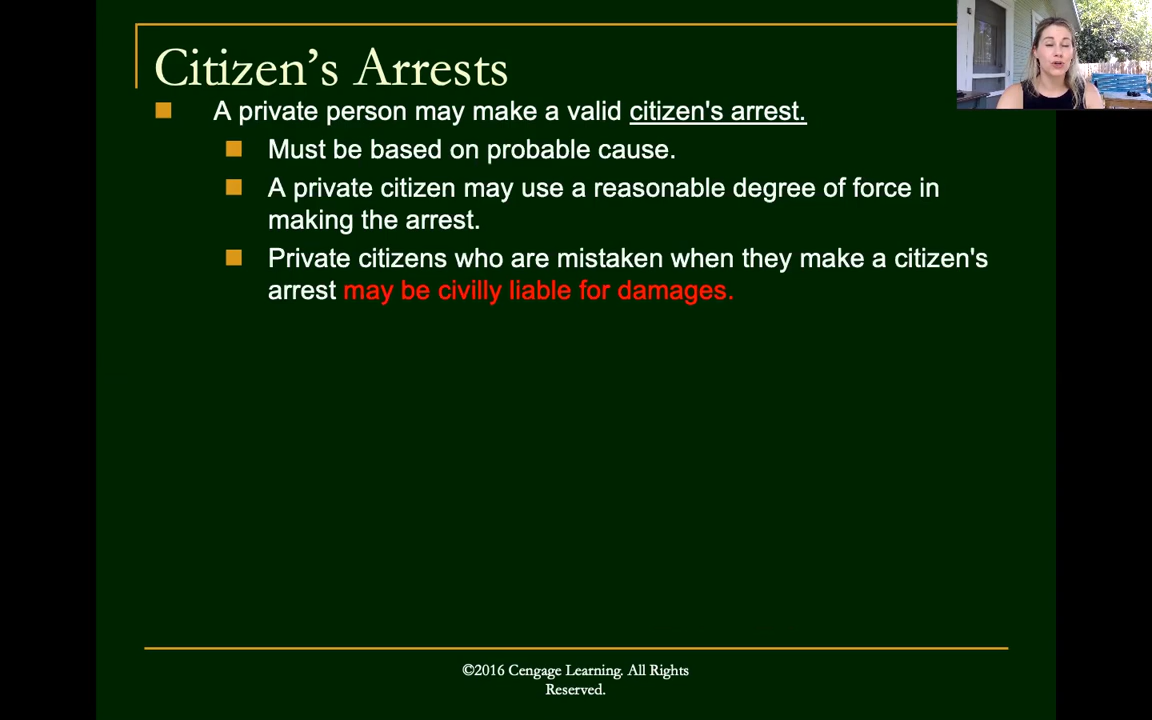 Citizen’s Arrests
A private person may make a valid citizen's arrest.
Must be based on probable cause.
A private citizen may use a reasonable degree of force in
making the arrest.
Private citizens who are mistaken when they make a citizen's
arrest may be civilly liable for damages.
©2016 Cengage Learning. All Rights
Reserved.